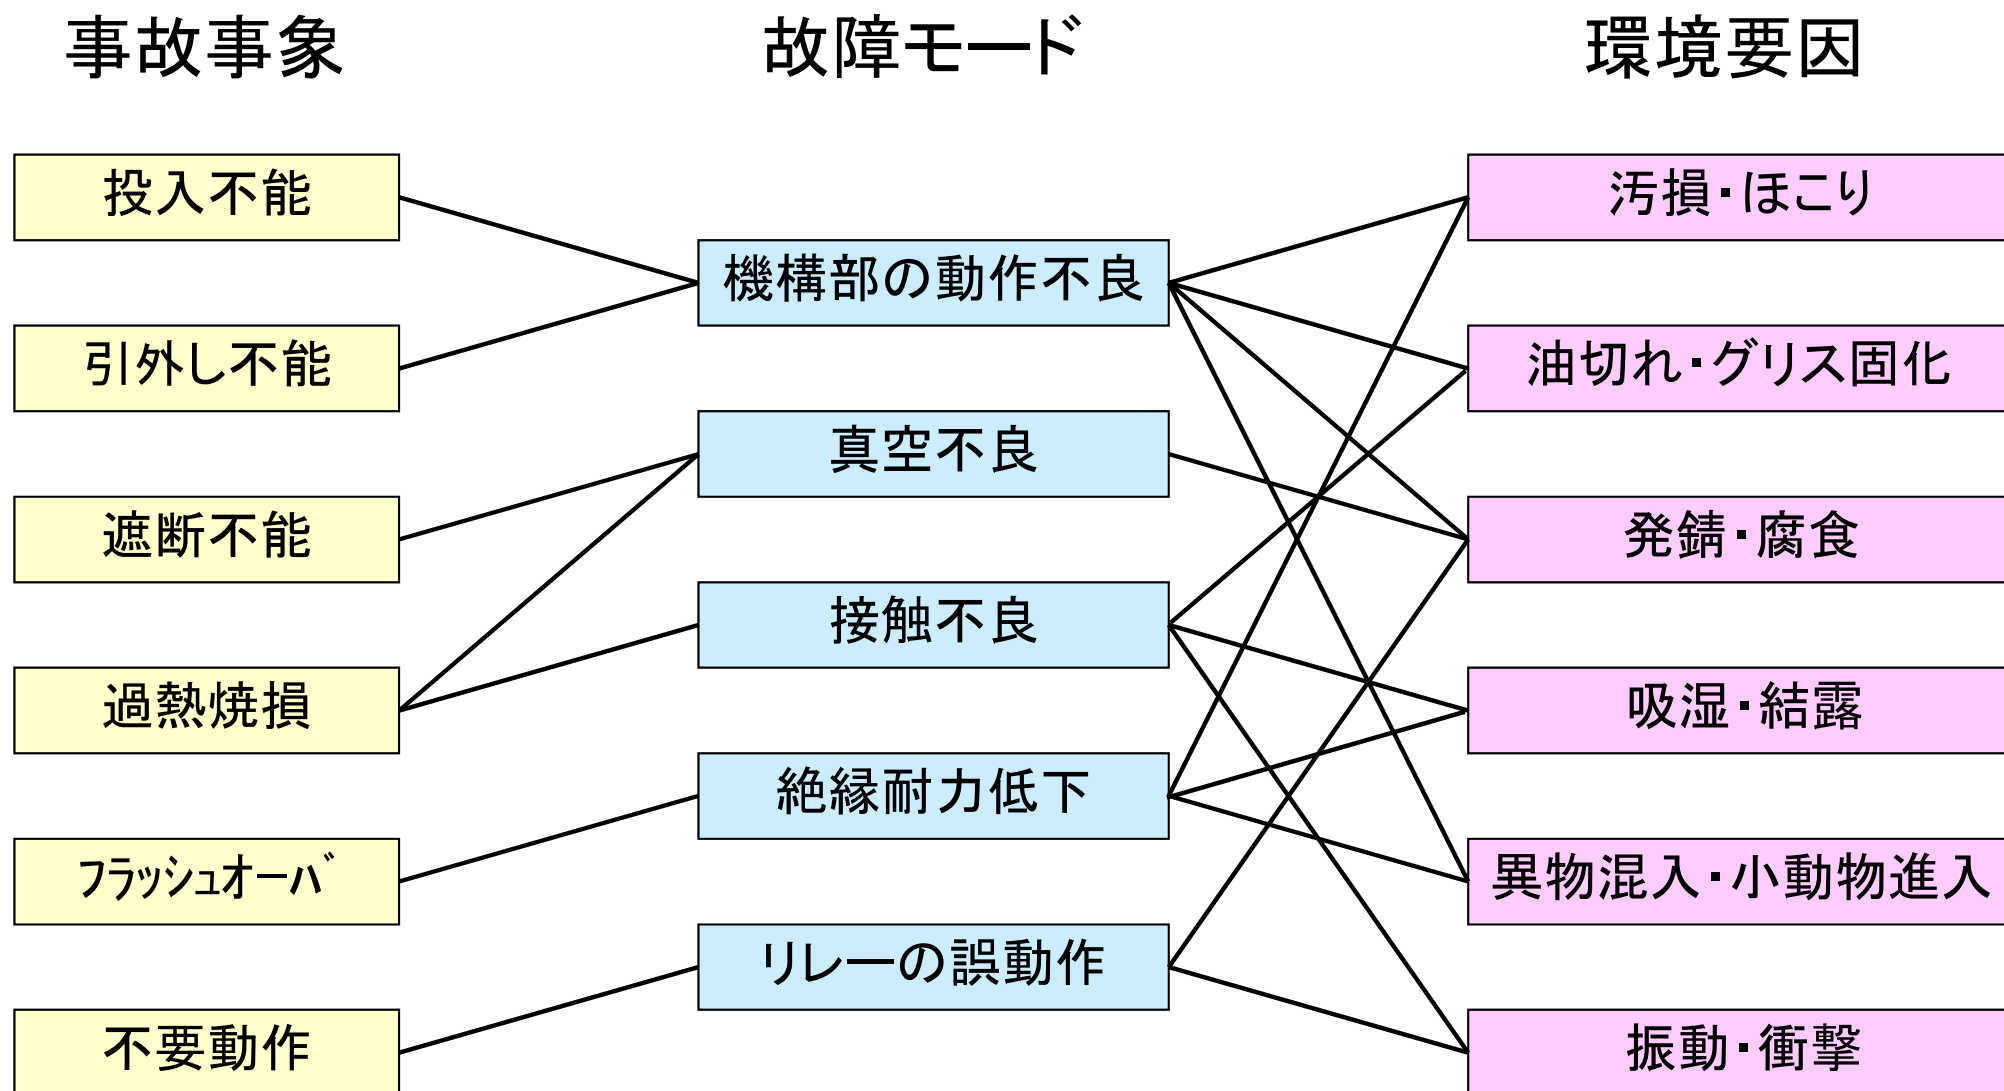 事故事象
故障モード
環境要因
投入不能
引外し不能
遮断不能
過熱焼損
ﾌﾗｯｼｭｵｰﾊﾞ
不要動作
機構部の動作不良
真空不良
接触不良
絶縁耐力低下
リレーの誤動作
汚損・ほこり
油切れ・グリス固化
発錆・腐食
吸湿・結露
異物混入・小動物進入
振動・衝撃